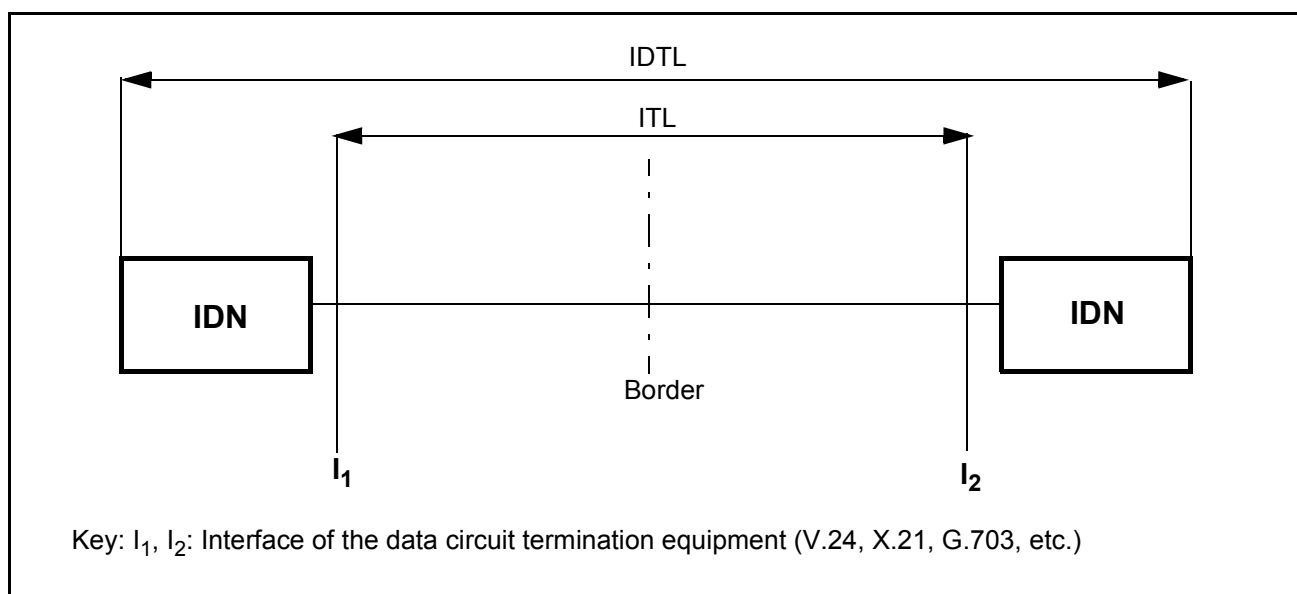 IDTL
ITL
IDN
IDN
Border
I₁
I₂
Key: I₁, I₂: Interface of the data circuit termination equipment (V.24, X.21, G.703, etc.)